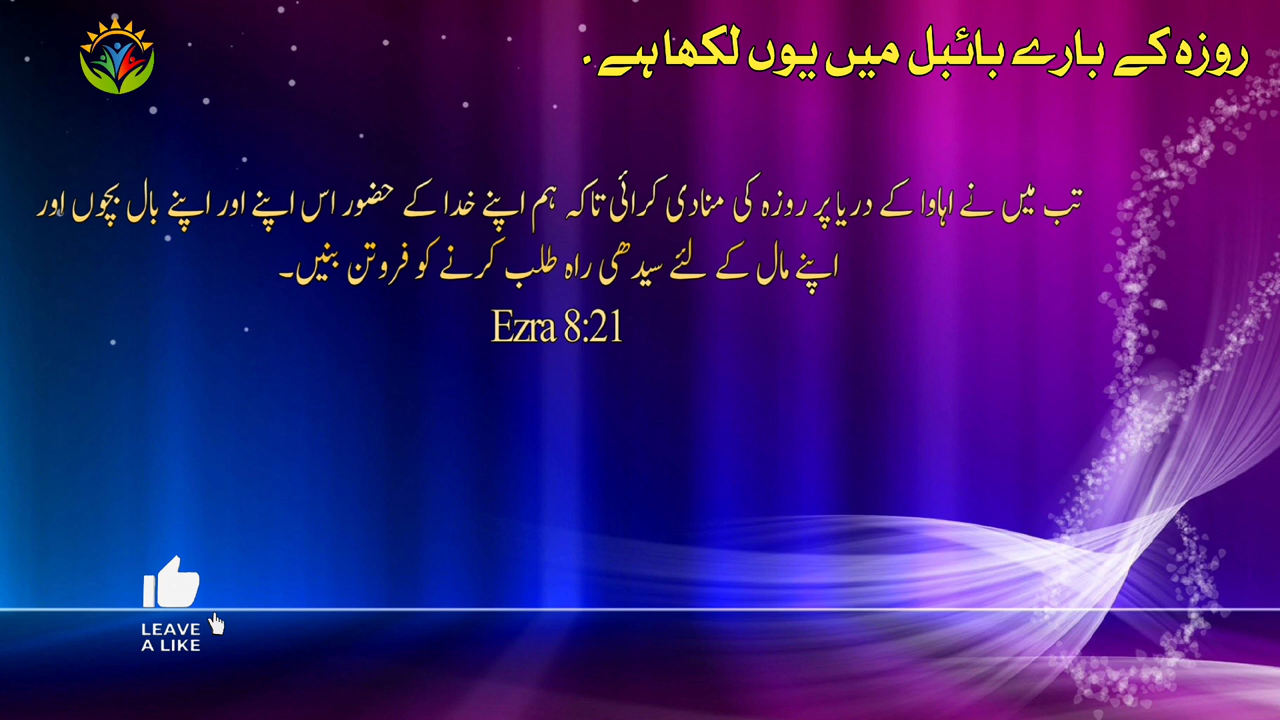 روزہ کے بارے بائبل میں یوں لکھا ہے .
تب میں نے اہاوا کے دریا پر روزہ کی منادی کرائی تاکہ ہم اپنے خدا کے حضور اس اپنے اور اپنے بال بچوں اور
اپنے مال کے لئے سیدھی راہ طلب کرنے کو فروتن بنیں۔
Ezra 8:21
LEAVE
A LIKE